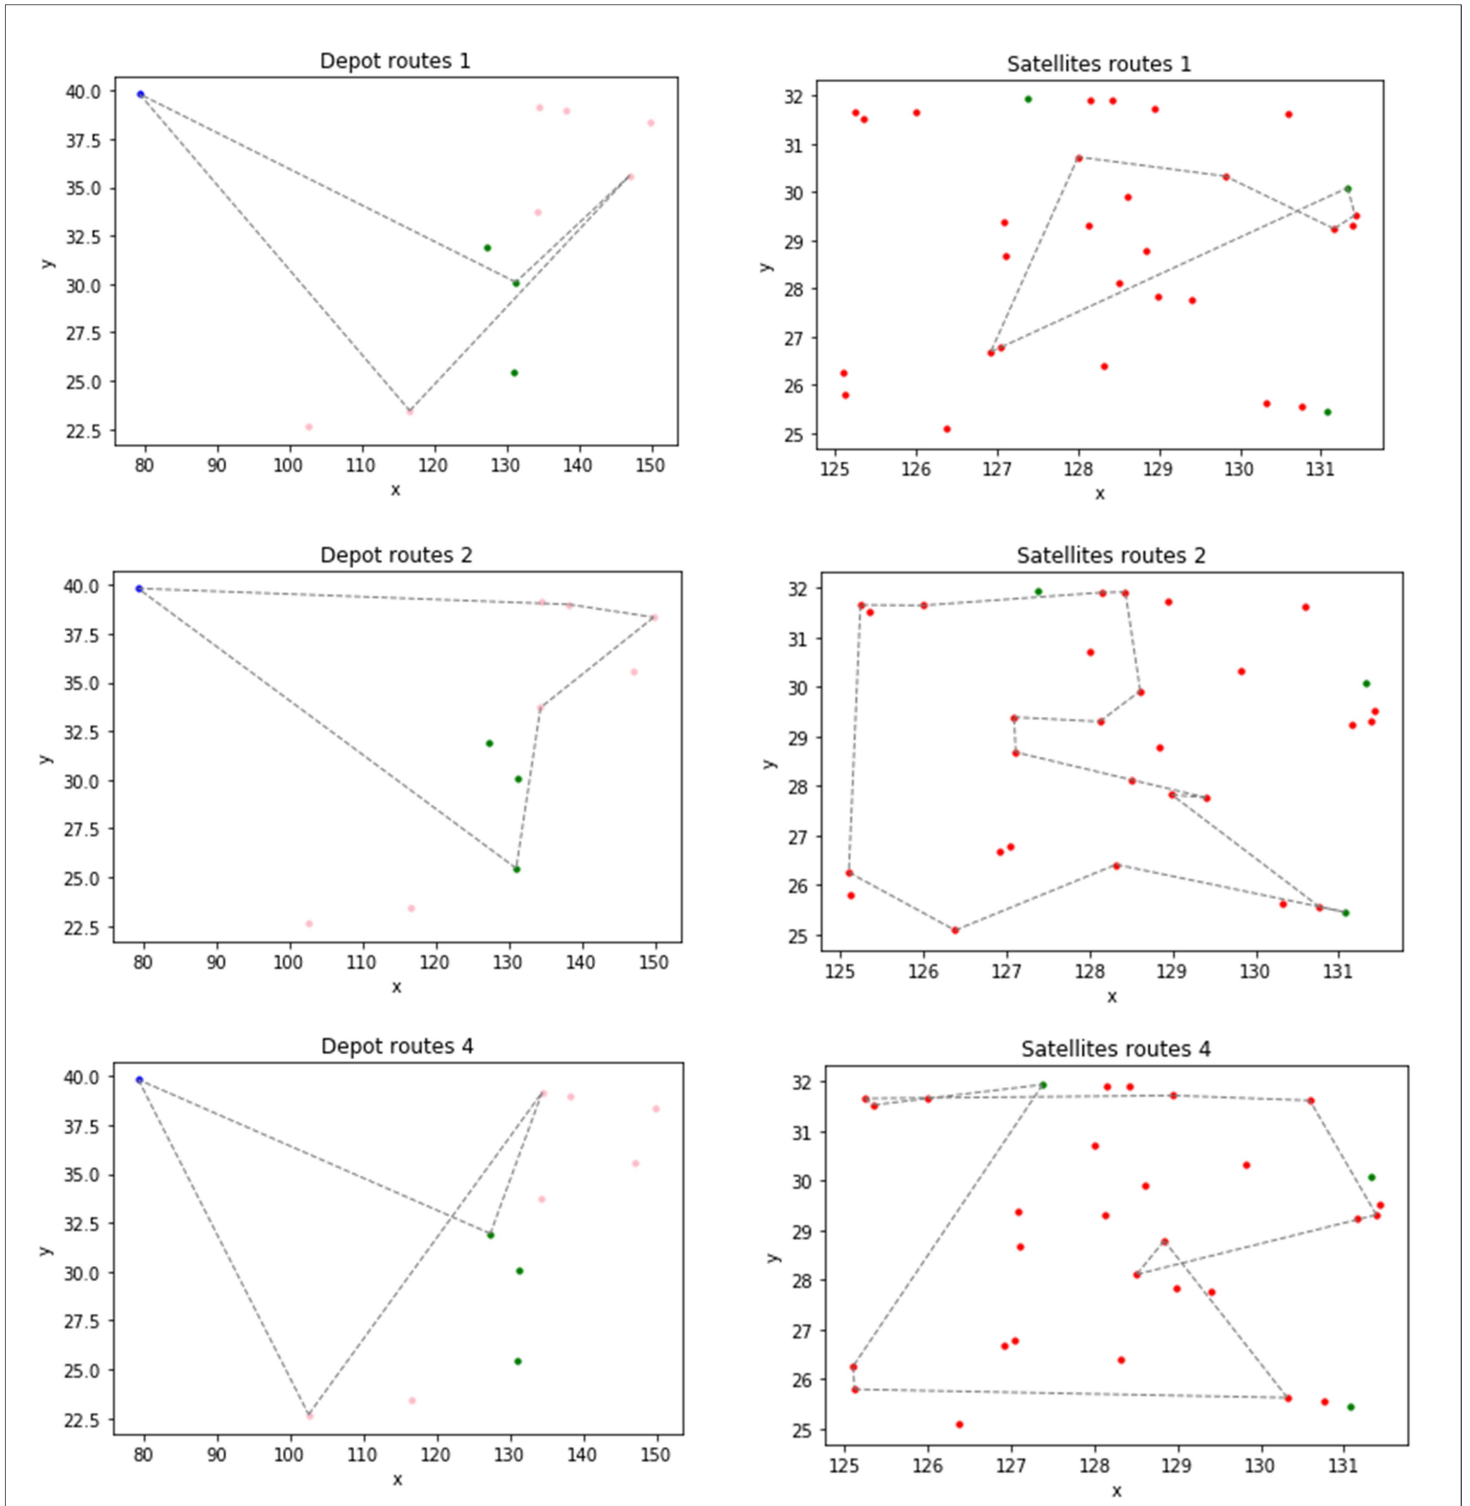 Depot routes 1
40.0
37.5
35.0
32.5
30.0
27.5
25.0
22.5
y
80 90 100 110 120 130 140 150
x
Satellites routes 1
32
31
30
29
28
27
26
25
y
125 126 127 128 129 130 131
x
Depot routes 2
40.0
37.5
35.0
32.5
30.0
27.5
25.0
22.5
y
80 90 100 110 120 130 140 150
x
Satellites routes 2
32
31
30
29
28
27
26
25
y
125 126 127 128 129 130 131
x
Depot routes 4
40.0
37.5
35.0
32.5
30.0
27.5
25.0
22.5
y
80 90 100 110 120 130 140 150
x
Satellites routes 4
32
31
30
29
28
27
26
25
y
125 126 127 128 129 130 131
x